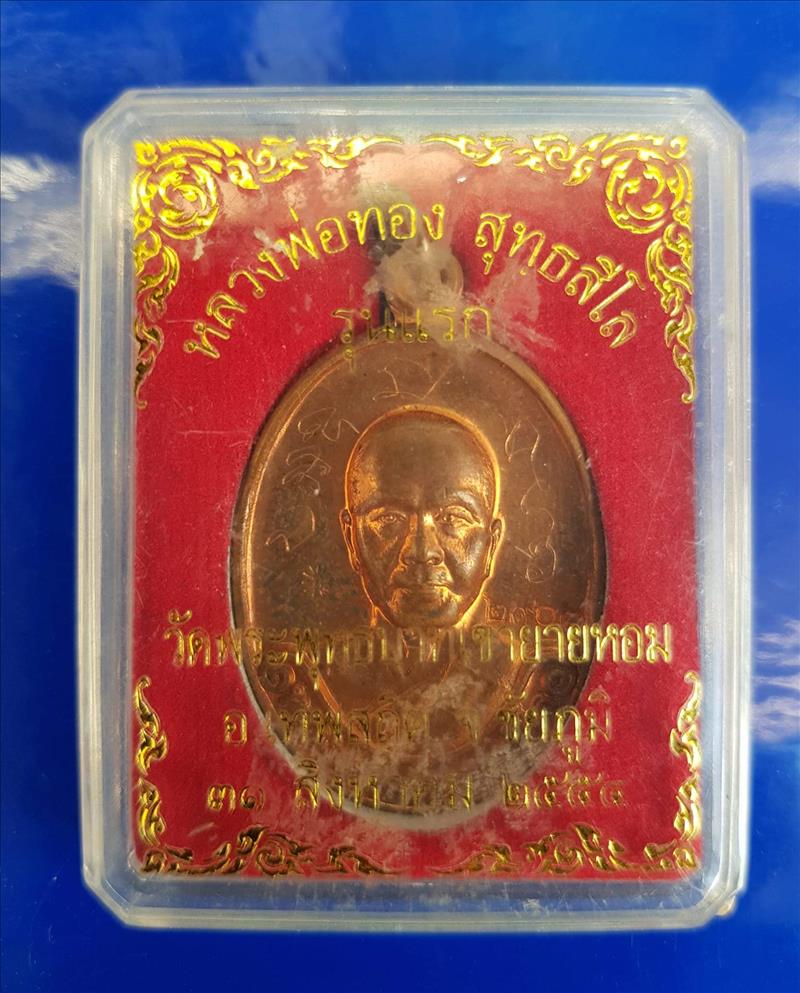 หลวงพ่อทอง สุทฺธสีโล
รุ่นแรก
วัดพระพุทธบาทเขายายหอม
อ เทพสถิต จ ชัยภูมิ
๓๑ สิงหาคม ๒๕๕๔